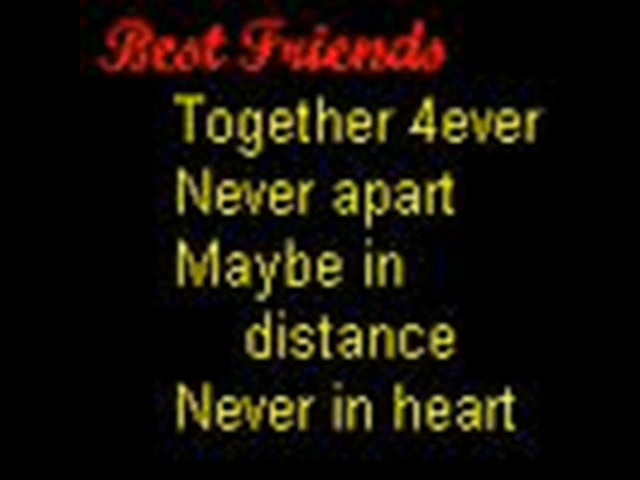 Best Friends
Together 4ever
Never apart
Maybe in
distance
Never in heart